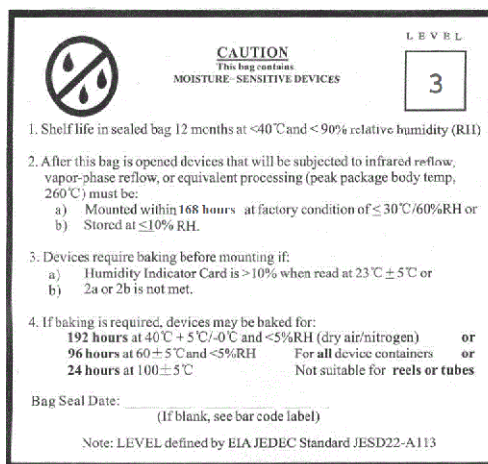 LEVEL
CAUTION
This bag contains
MOISTURE-SENSITIVE DEVICES
3
1. Shelf life in sealed bag 12 months at <40℃ and < 90% relative humidity (RH)
2. After this bag is opened devices that will be subjected to infrared reflow,
vapor-phase reflow, or equivalent processing (peak package body temp,
260℃) must be:
a) Mounted within 168 hours at factory condition of ≤ 30℃/60%RH or
b) Stored at ≤10% RH.
3. Devices require baking before mounting if:
a) Humidity Indicator Card is >10% when read at 23℃ ± 5℃ or
b) 2a or 2b is not met.
4. If baking is required, devices may be baked for:
192 hours at 40℃ + 5℃/-0℃ and <5%RH (dry air/nitrogen) or
96 hours at 60±5℃ and <5%RH For all device containers or
24 hours at 100±5℃ Not suitable for reels or tubes
Bag Seal Date:
(If blank, see bar code label)
Note: LEVEL defined by EIA JEDEC Standard JESD22-A113